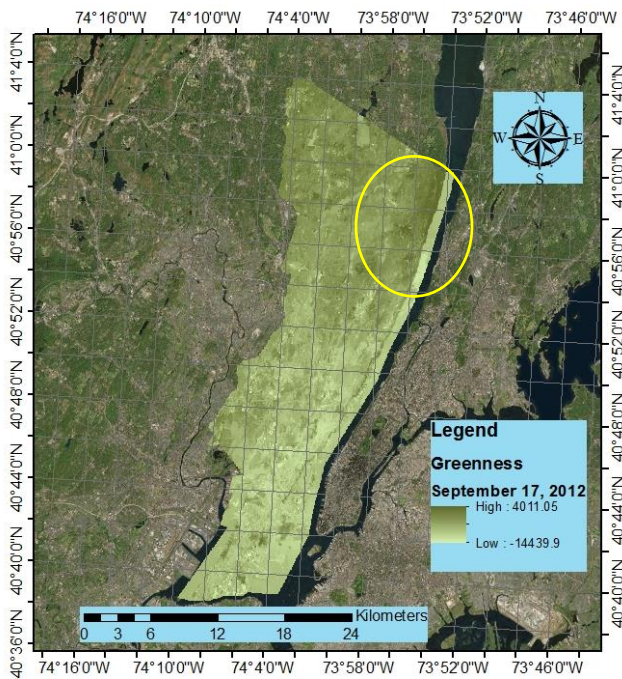 74°16'0"W 74°10'0"W 74°4'0"W 73°58'0"W 73°52'0"W 73°46'0"W
41°4'0"N
41°0'0"N
40°56'0"N
40°52'0"N
40°48'0"N
40°44'0"N
40°40'0"N
40°36'0"N
N
W E
S
41°4'0"N
41°0'0"N
40°56'0"N
40°52'0"N
40°48'0"N
40°44'0"N
40°40'0"N
Legend
Greenness
September 17, 2012
High : 4011.05
Low : -14439.9
Kilometers
0 3 6 12 18 24
74°16'0"W 74°10'0"W 74°4'0"W 73°58'0"W 73°52'0"W 73°46'0"W